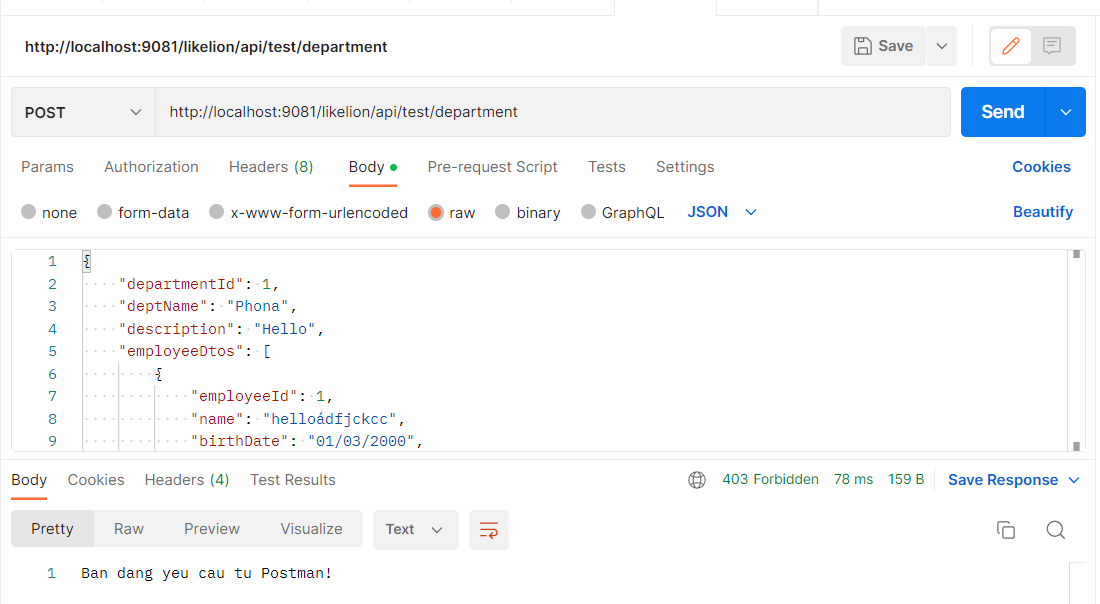 http://localhost:9081/likelion/api/test/department Save
POST http://localhost:9081/likelion/api/test/department Send
Params Authorization Headers (8) Body Pre-request Script Tests Settings Cookies
none form-data x-www-form-urlencoded raw binary GraphQL JSON Beautify
1 {
2 "departmentId": 1,
3 "deptName": "Phona",
4 "description": "Hello",
5 "employeeDtos": [
6 {
7 "employeeId": 1,
8 "name": "helloádfjckcc",
9 "birthDate": "01/03/2000",
Body Cookies Headers (4) Test Results 403 Forbidden 78 ms 159 B Save Response
Pretty Raw Preview Visualize Text
1 Ban dang yeu cau tu Postman!